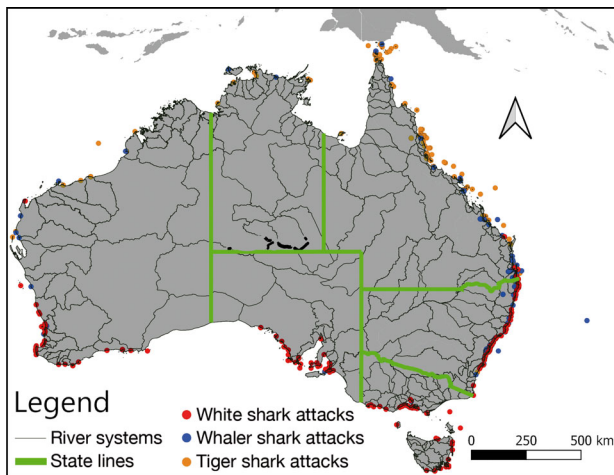 Legend
River systems
State lines
White shark attacks
Whaler shark attacks
Tiger shark attacks
0 250 500 km